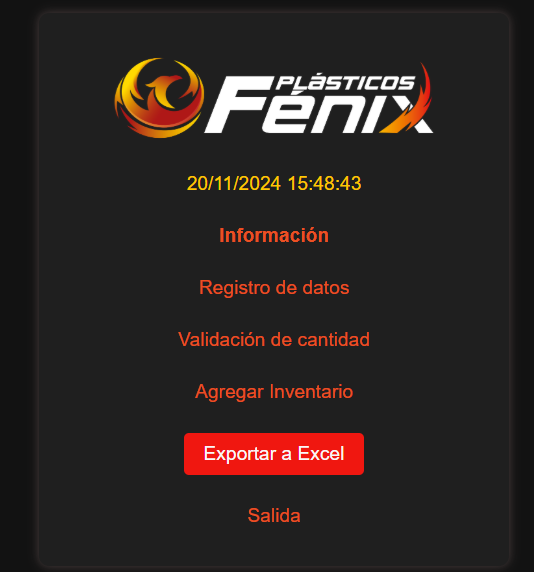 PLÁSTICOS
Fénix
20/11/2024 15:48:43
Información
Registro de datos
Validación de cantidad
Agregar Inventario
Exportar a Excel
Salida